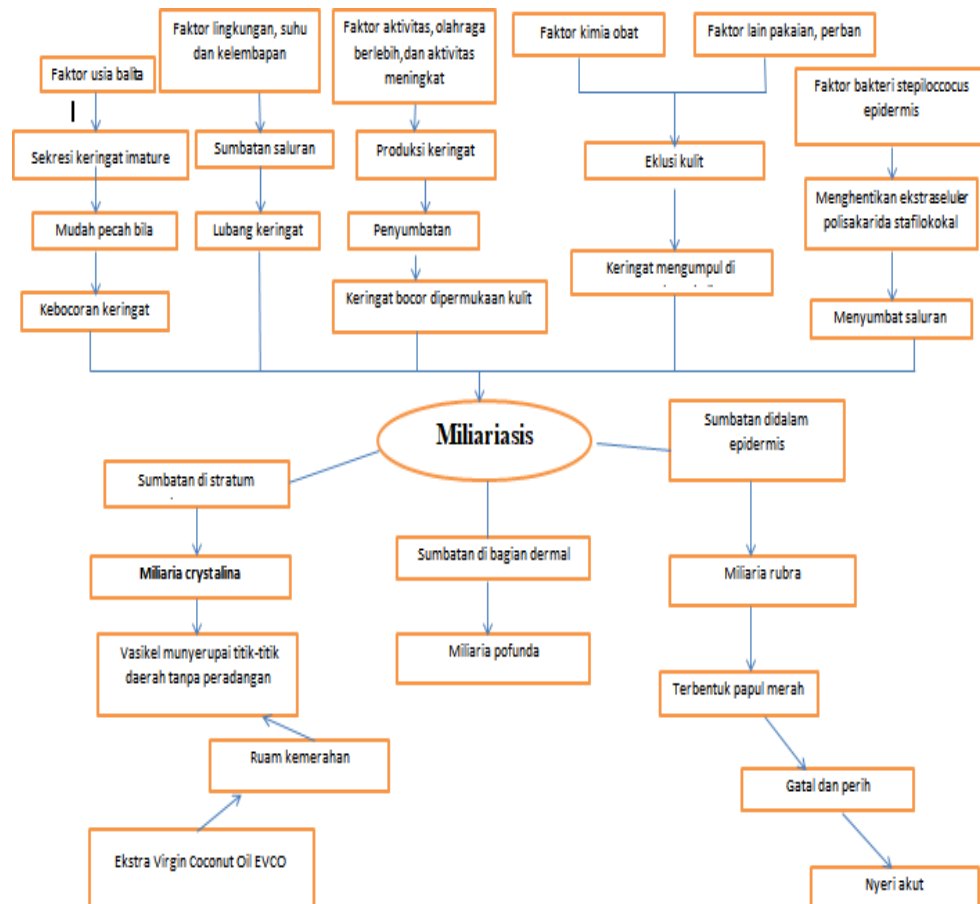 Faktor usia balita
Faktor lingkungan, suhu
dan kelembapan
Faktor aktivitas, olahraga
berlebih,dan aktivitas
meningkat
Faktor kimia obat
Faktor lain pakaian, perban
Faktor bakteri stepiloccocus
epidermis
Sekresi keringat imature
Sumbatan saluran
Produksi keringat
Eklusi kulit
Menghentikan ekstraseluler
polisakarida stafilokokal
Mudah pecah bila
Lubang keringat
Penyumbatan
Keringat mengumpul di
Kebocoran keringat
Keringat bocor dipermukaan kulit
Menyumbat saluran
Miliariasis
Sumbatan di stratum
Sumbatan didalam
epidermis
Miliaria crystalina
Sumbatan di bagian dermal
Miliaria rubra
Vasikel munyerupai titik-titik
daerah tanpa peradangan
Miliaria pofunda
Terbentuk papul merah
Ruam kemerahan
Gatal dan perih
Ekstra Virgin Coconut Oil EVCO
Nyeri akut